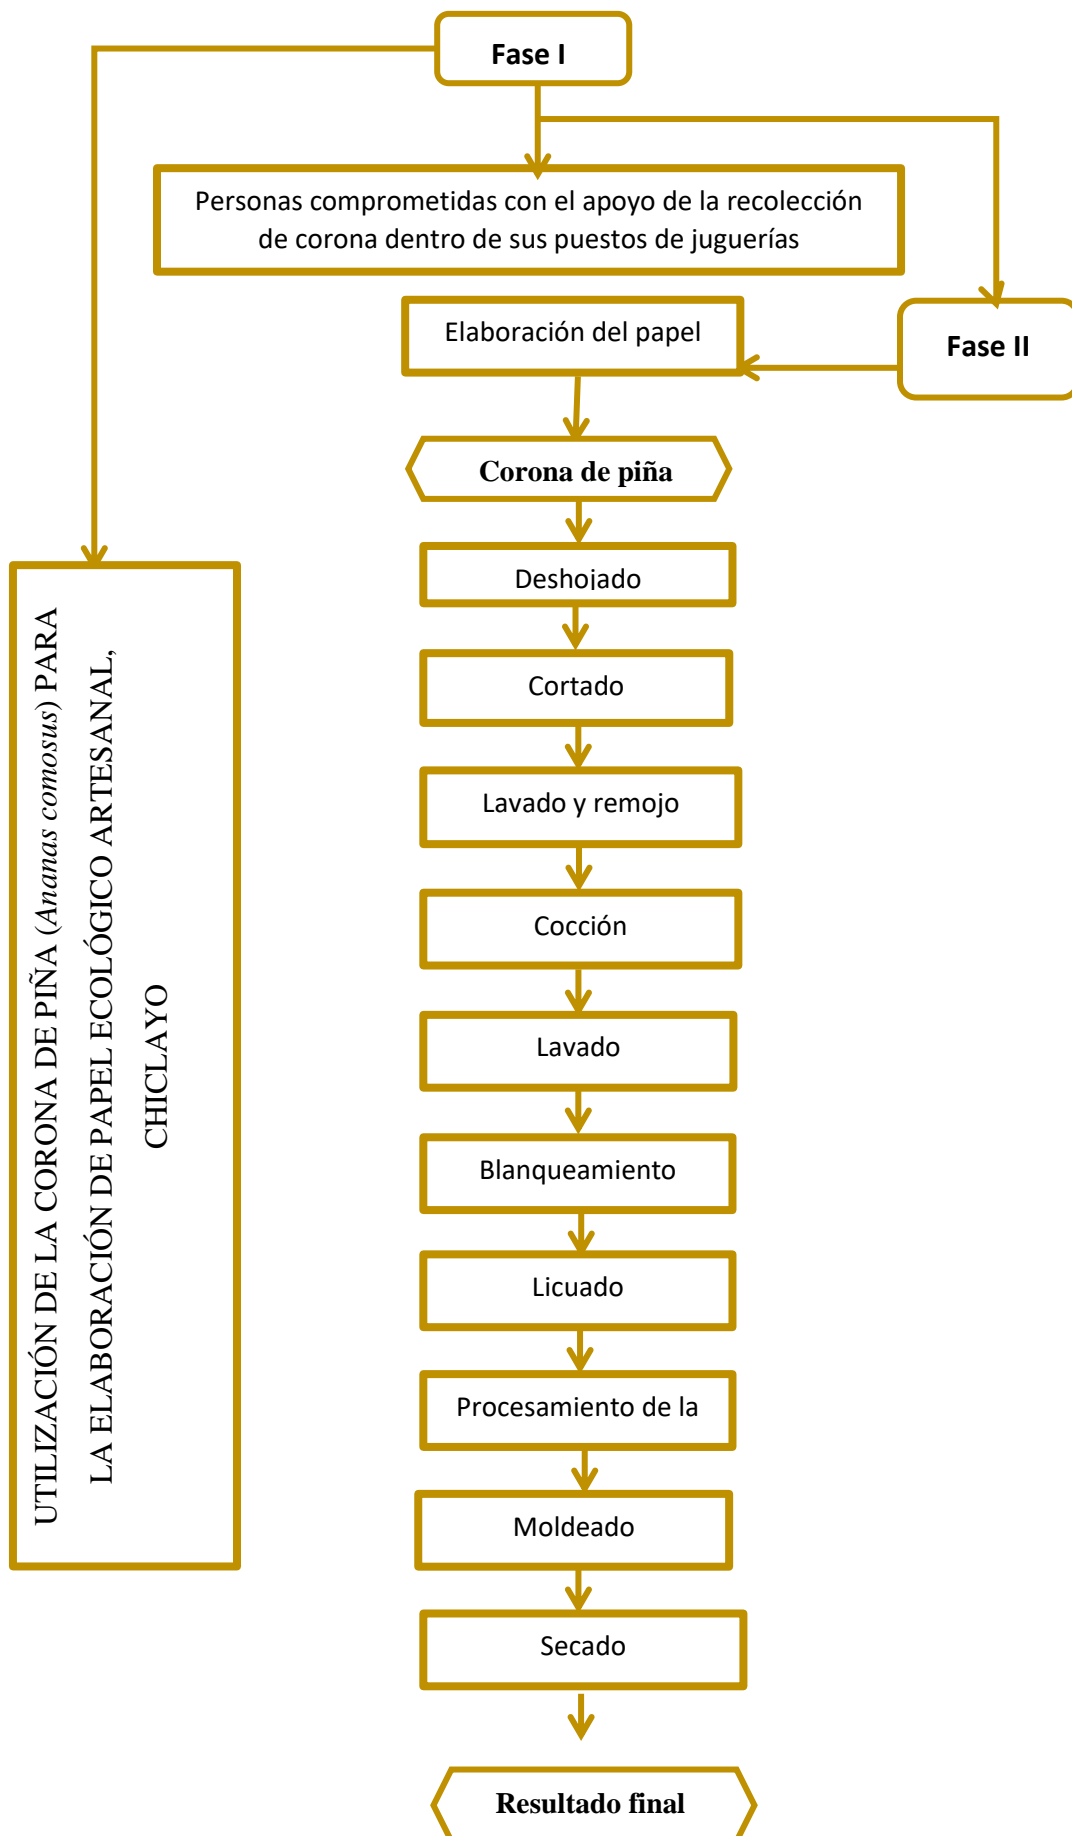 Fase I
Personas comprometidas con el apoyo de la recolección
de corona dentro de sus puestos de juguerías
Elaboración del papel
Fase II
Corona de piña
Deshojado
Cortado
Lavado y remojo
Cocción
Lavado
Blanqueamiento
Licuado
Procesamiento de la
Moldeado
Secado
Resultado final
UTILIZACIÓN DE LA CORONA DE PIÑA (Ananas comosus) PARA
LA ELABORACIÓN DE PAPEL ECOLÓGICO ARTESANAL,
CHICLAYO